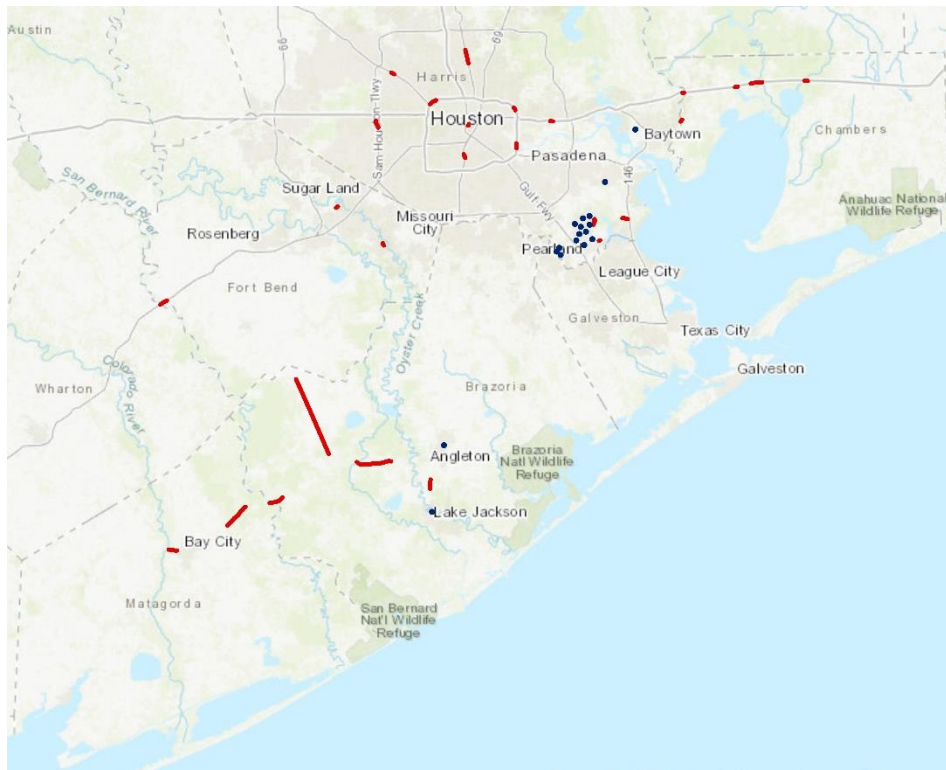 Austin
66
69
Harris
Sam Houston Tlwy
Houston
Baytown
Chambers
Pasadena
146
San Bernard
River
Sugar Land
Gulf Fwy
Anahuac National
Wildlife Refuge
Missouri
City
Rosenberg
Pearland
League City
Fort Bend
Oyster Creek
Galveston
Texas City
Colorado
River
Galveston
Wharton
Brazoria
Angleton
Brazoria
Natl Wildlife
Refuge
Lake Jackson
Bay City
Matagorda
San Bernard
Nat'l Wildlife
Refuge